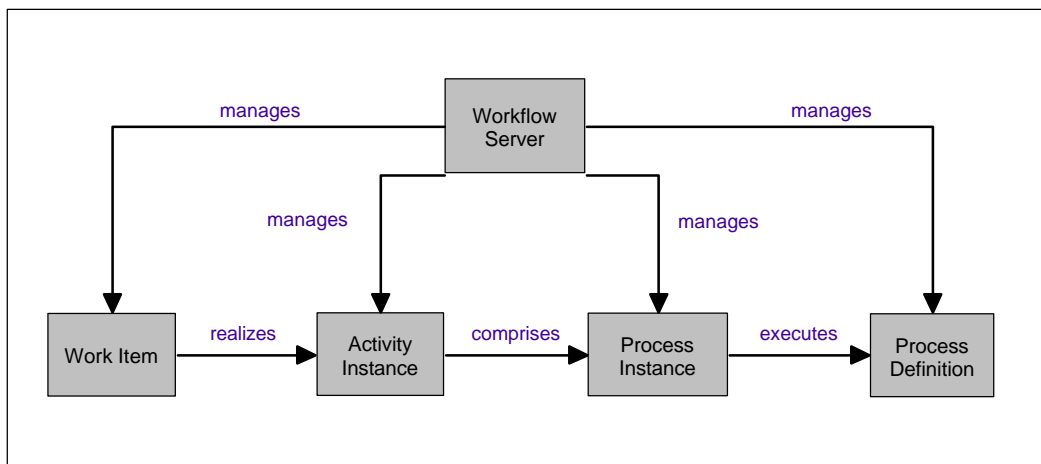 manages
Workflow
Server
manages
manages
manages
Work Item
realizes
Activity
Instance
comprises
Process
Instance
executes
Process
Definition